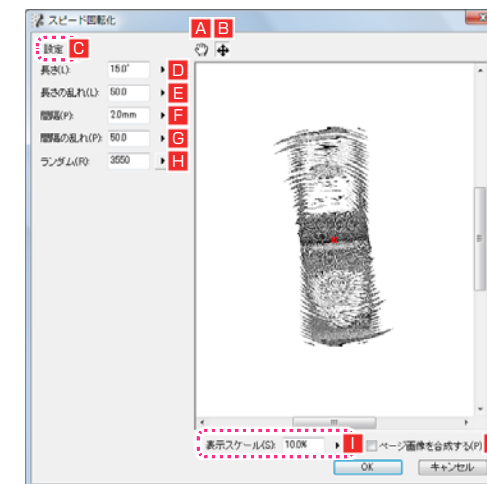 スピード回転化
A B
設定 C
長さ(L): 15.0° D
長さの乱れ(L): 50.0 E
間隔(P): 2.0mm F
間隔の乱れ(P): 50.0 G
ランダム(R): 3550 H
表示スケール(S): 10.0% I ページ画像を合成する(P)
OK キャンセル